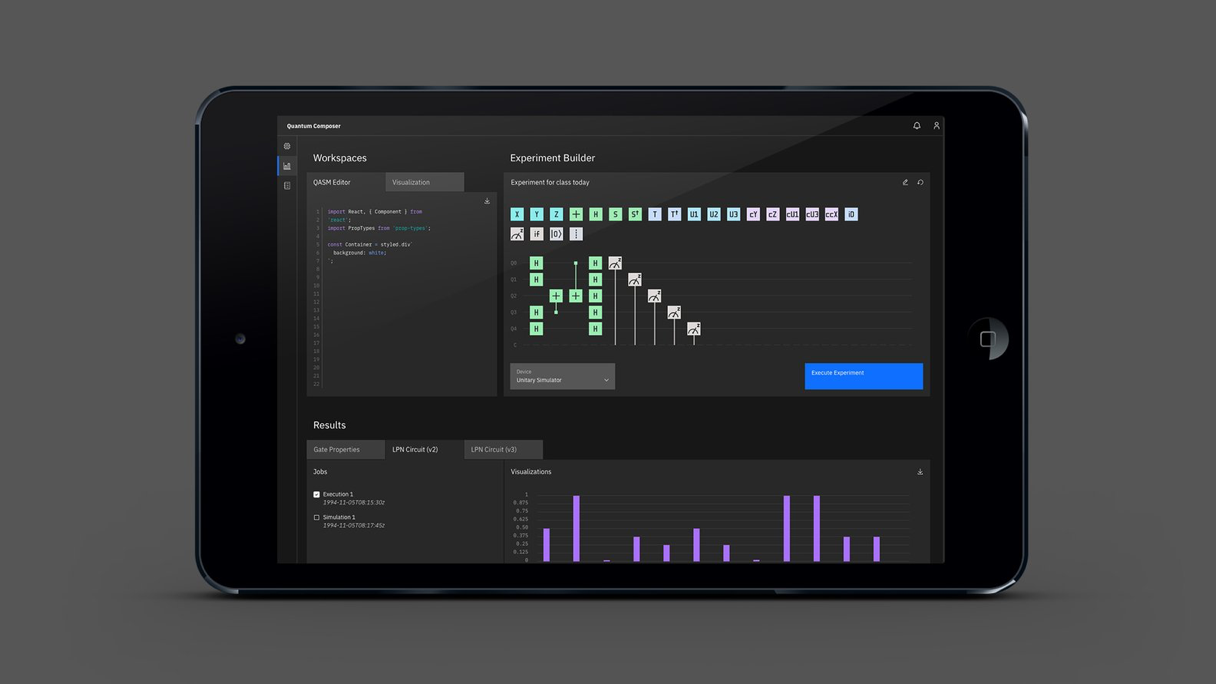 Quantum Composer
Workspaces
QASM Editor
Visualization
1 import React, { Component } from
2 'react';
3 import PropTypes from 'prop-types';
4
5 const Container = styled.div`
6 background: white;
7 `;
8
9
10
11
12
13
14
15
16
17
18
19
20
21
22
Experiment Builder
Experiment for class today
X Y Z + H S S† T T† U1 U2 U3 cY cZ cU1 cU3 ccX iD
z if |0⟩
Q0 H H z
Q1 H H z
Q2 + + H z
Q3 H H z
Q4 H H z
C
Device
Unitary Simulator
Execute Experiment
Results
Gate Properties
LPN Circuit (v2)
LPN Circuit (v3)
Jobs
Execution 1
1994-11-05T08:15:30z
Simulation 1
1994-11-05T08:17:45z
Visualizations
1
0.875
0.75
0.625
0.50
0.375
0.25
0.125
0